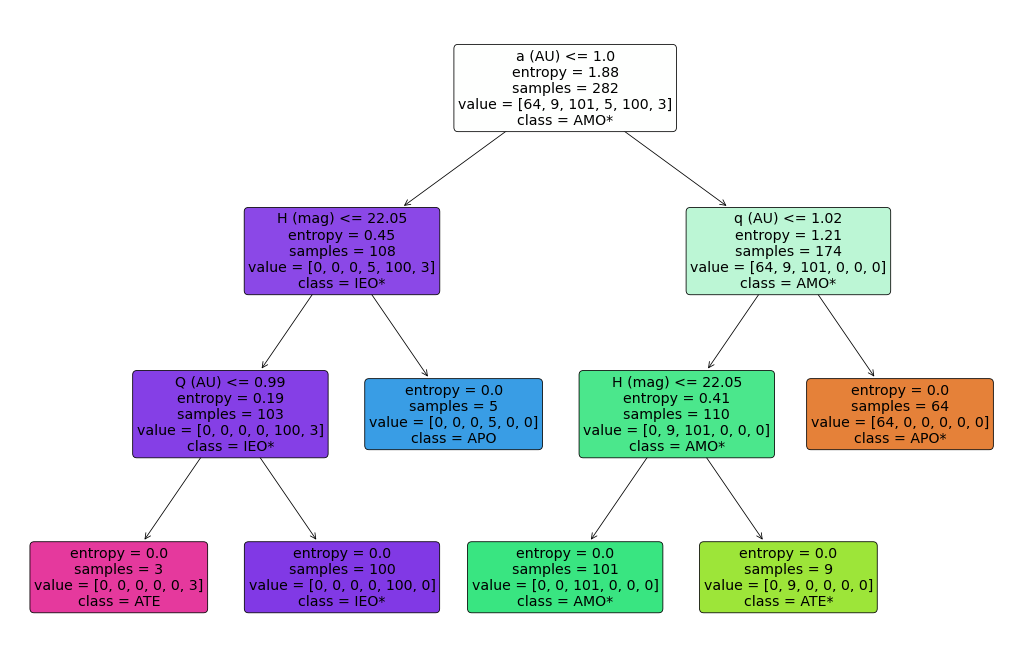 a (AU) <= 1.0
entropy = 1.88
samples = 282
value = [64, 9, 101, 5, 100, 3]
class = AMO*
H (mag) <= 22.05
entropy = 0.45
samples = 108
value = [0, 0, 0, 5, 100, 3]
class = IEO*
q (AU) <= 1.02
entropy = 1.21
samples = 174
value = [64, 9, 101, 0, 0, 0]
class = AMO*
Q (AU) <= 0.99
entropy = 0.19
samples = 103
value = [0, 0, 0, 0, 100, 3]
class = IEO*
entropy = 0.0
samples = 5
value = [0, 0, 0, 5, 0, 0]
class = APO
H (mag) <= 22.05
entropy = 0.41
samples = 110
value = [0, 9, 101, 0, 0, 0]
class = AMO*
entropy = 0.0
samples = 64
value = [64, 0, 0, 0, 0, 0]
class = APO*
entropy = 0.0
samples = 3
value = [0, 0, 0, 0, 0, 3]
class = ATE
entropy = 0.0
samples = 100
value = [0, 0, 0, 0, 100, 0]
class = IEO*
entropy = 0.0
samples = 101
value = [0, 0, 101, 0, 0, 0]
class = AMO*
entropy = 0.0
samples = 9
value = [0, 9, 0, 0, 0, 0]
class = ATE*